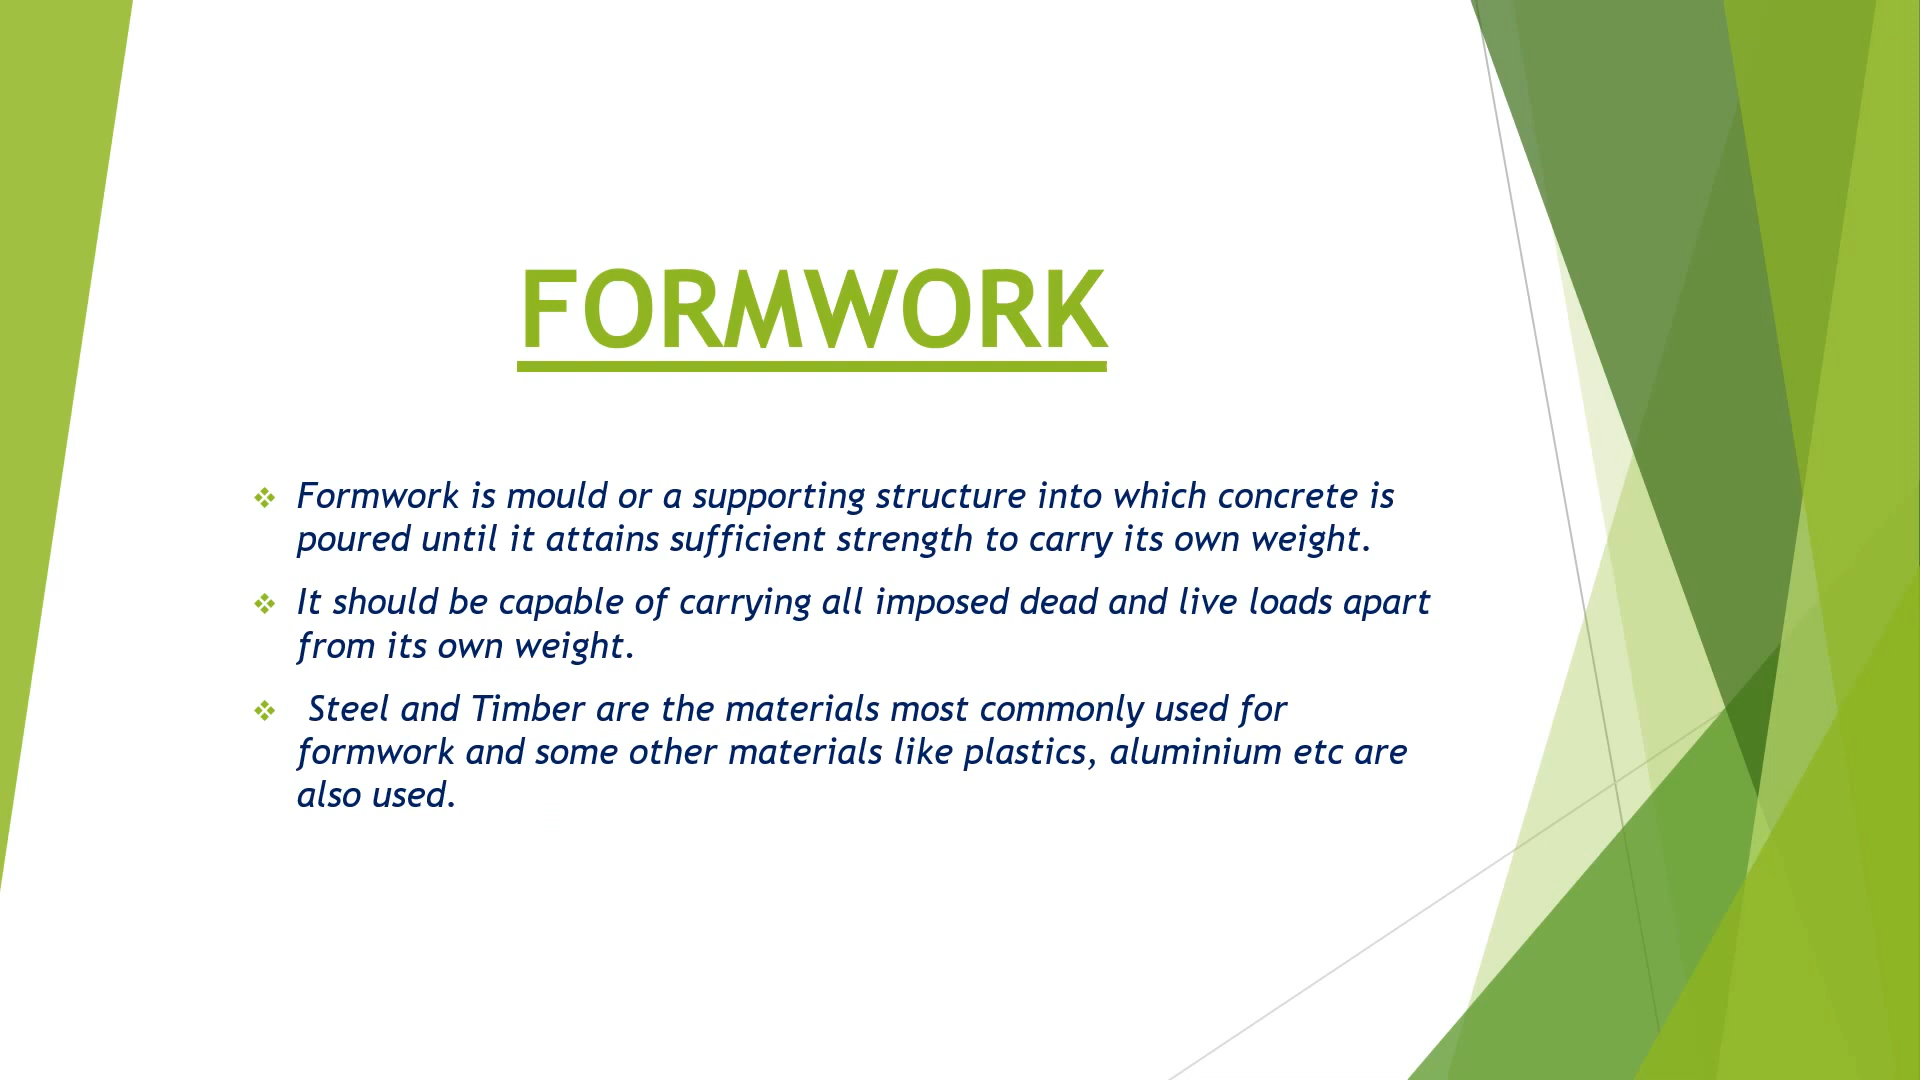 FORMWORK
❖ Formwork is mould or a supporting structure into which concrete is
poured until it attains sufficient strength to carry its own weight.
❖ It should be capable of carrying all imposed dead and live loads apart
from its own weight.
❖ Steel and Timber are the materials most commonly used for
formwork and some other materials like plastics, aluminium etc are
also used.